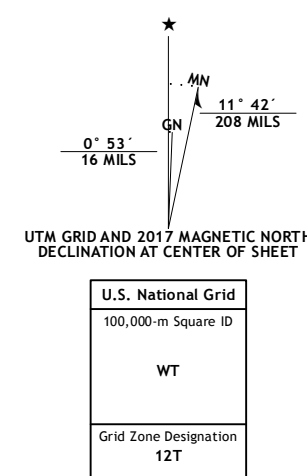 ★
MN
11° 42´
208 MILS
GN
0° 53´
16 MILS
UTM GRID AND 2017 MAGNETIC NORTH
DECLINATION AT CENTER OF SHEET
U.S. National Grid
100,000-m Square ID
WT
Grid Zone Designation
12T